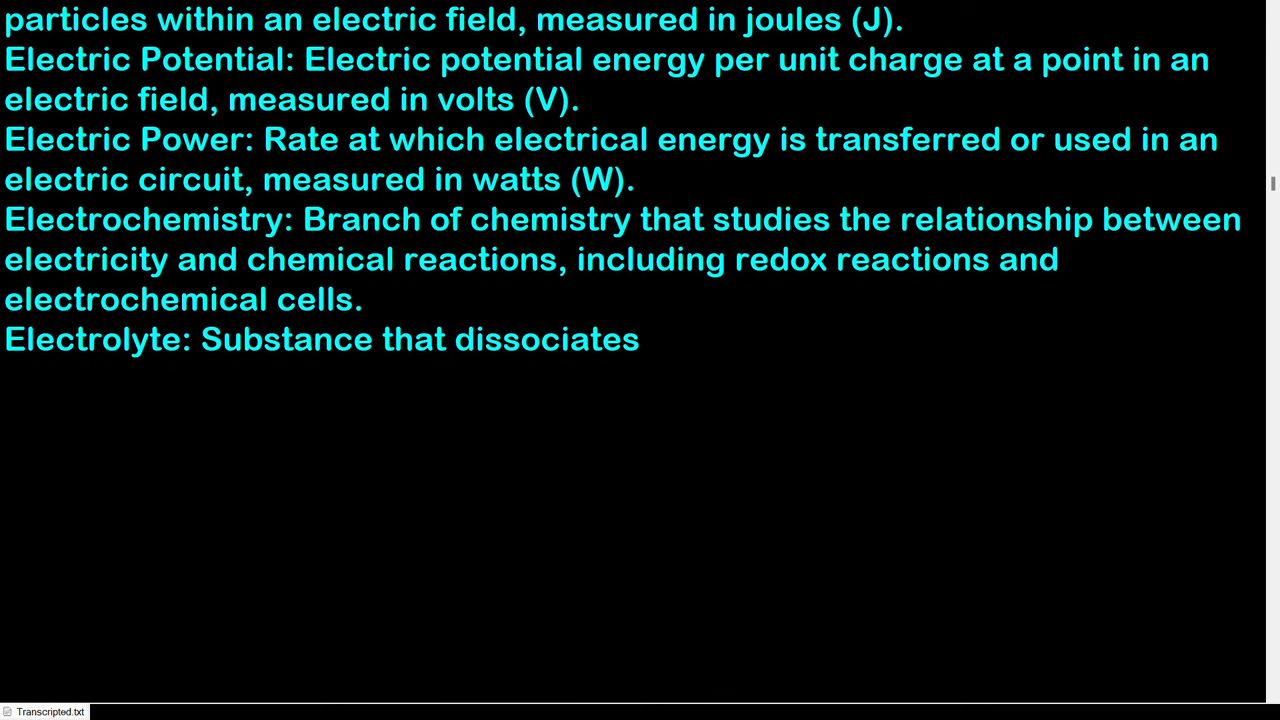 particles within an electric field, measured in joules (J).
Electric Potential: Electric potential energy per unit charge at a point in an
electric field, measured in volts (V).
Electric Power: Rate at which electrical energy is transferred or used in an
electric circuit, measured in watts (W).
Electrochemistry: Branch of chemistry that studies the relationship between
electricity and chemical reactions, including redox reactions and
electrochemical cells.
Electrolyte: Substance that dissociates
Transcripted.txt